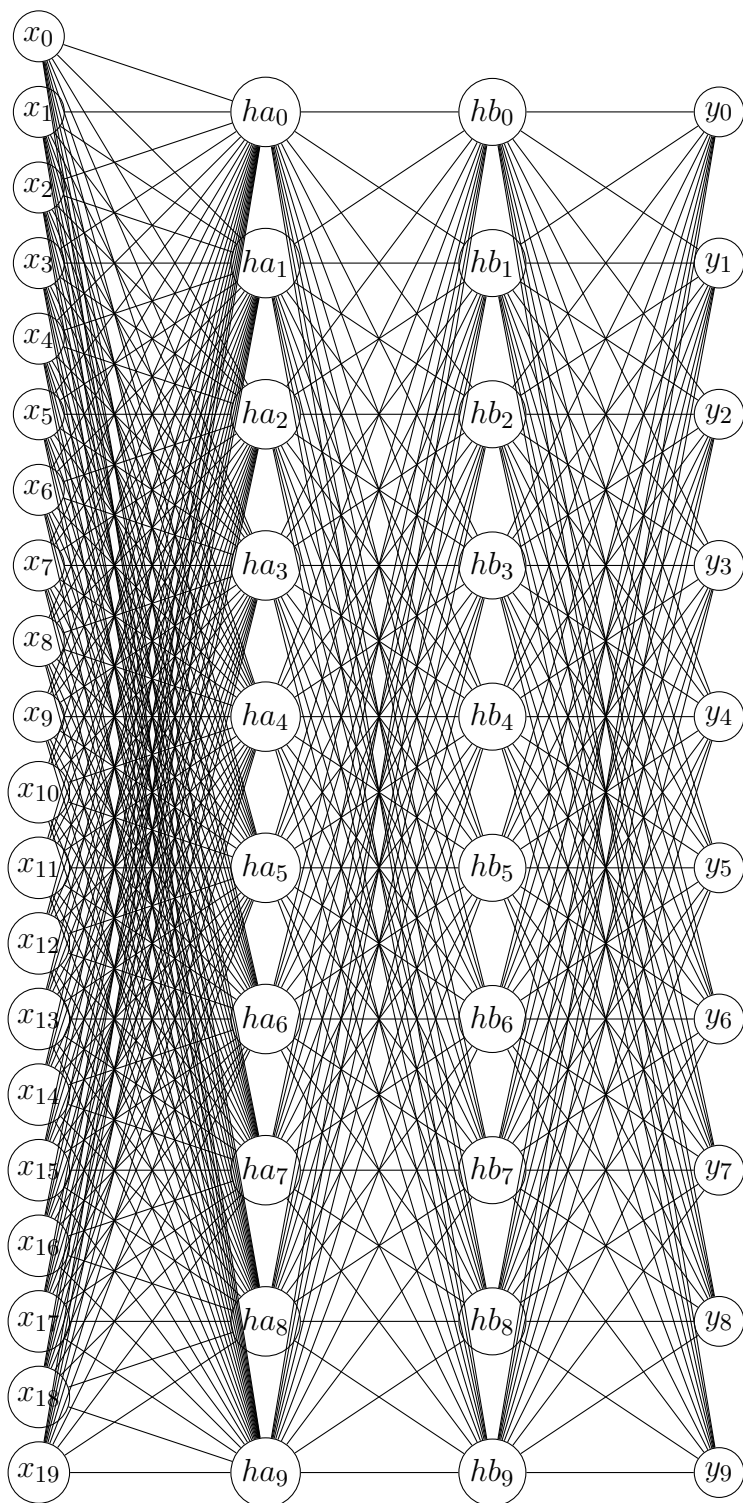 x₀
x₁ ha₀ hb₀ y₀
x₂
x₃ ha₁ hb₁ y₁
x₄
x₅ ha₂ hb₂ y₂
x₆
x₇ ha₃ hb₃ y₃
x₈
x₉ ha₄ hb₄ y₄
x₁₀
x₁₁ ha₅ hb₅ y₅
x₁₂
x₁₃ ha₆ hb₆ y₆
x₁₄
x₁₅ ha₇ hb₇ y₇
x₁₆
x₁₇ ha₈ hb₈ y₈
x₁₈
x₁₉ ha₉ hb₉ y₉